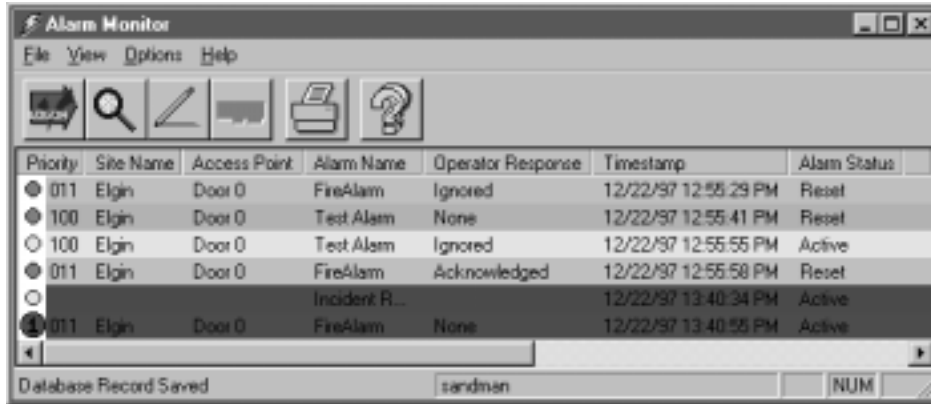 Alarm Monitor
File View Options Help
Priority Site Name Access Point Alarm Name Operator Response Timestamp Alarm Status
011 Elgin Door 0 FireAlarm Ignored 12/22/97 12:55:29 PM Reset
100 Elgin Door 0 Test Alarm None 12/22/97 12:55:41 PM Reset
100 Elgin Door 0 Test Alarm Ignored 12/22/97 12:55:55 PM Active
011 Elgin Door 0 FireAlarm Acknowledged 12/22/97 12:55:58 PM Reset
Incident R... 12/22/97 13:40:34 PM Active
1 011 Elgin Door 0 FireAlarm None 12/22/97 13:40:55 PM Active
Database Record Saved sandman NUM